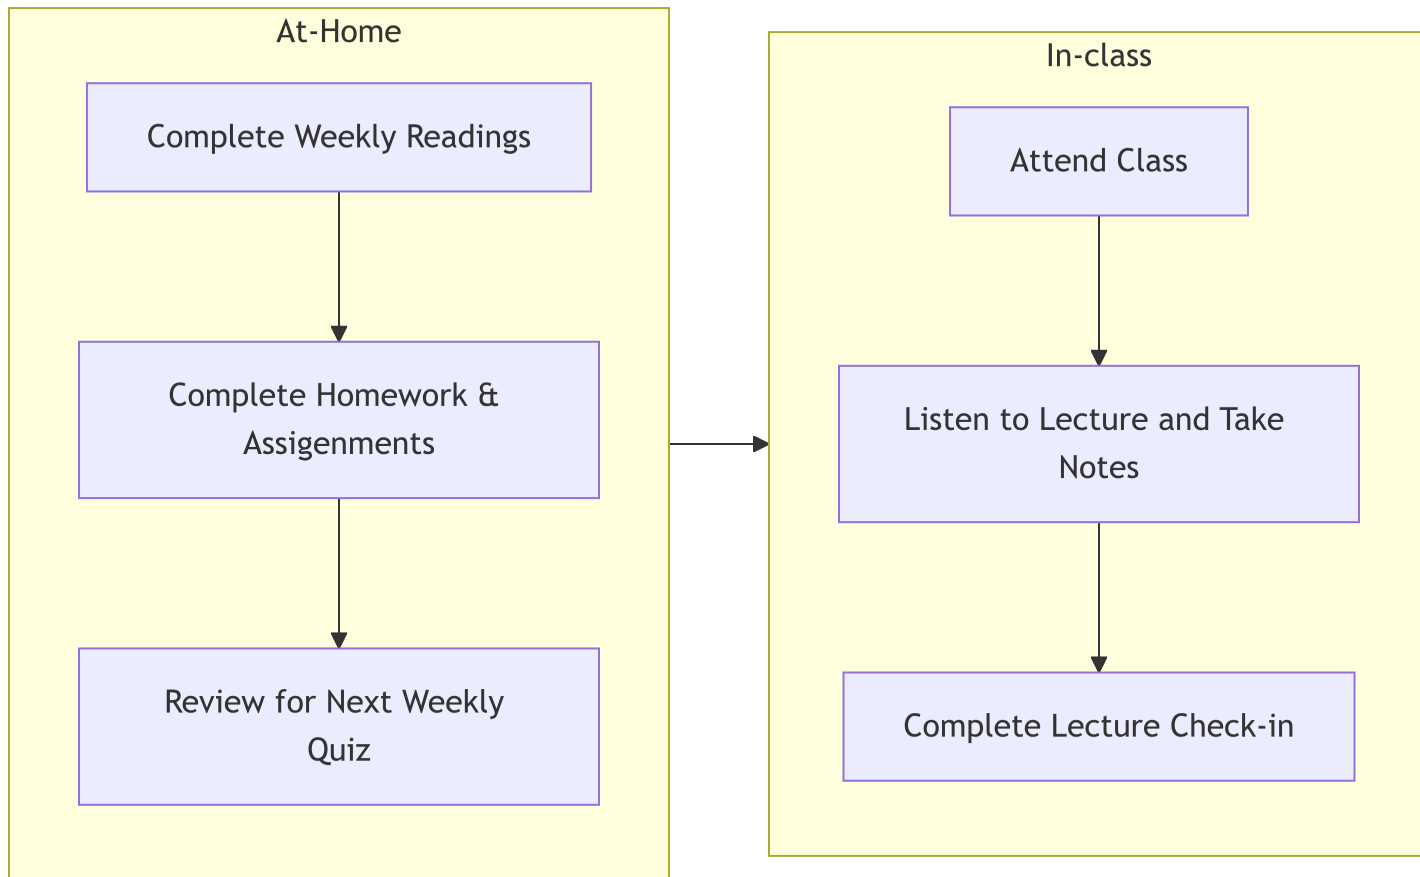 At-Home
Complete Weekly Readings
Complete Homework &
Assigenments
Review for Next Weekly
Quiz
In-class
Attend Class
Listen to Lecture and Take
Notes
Complete Lecture Check-in